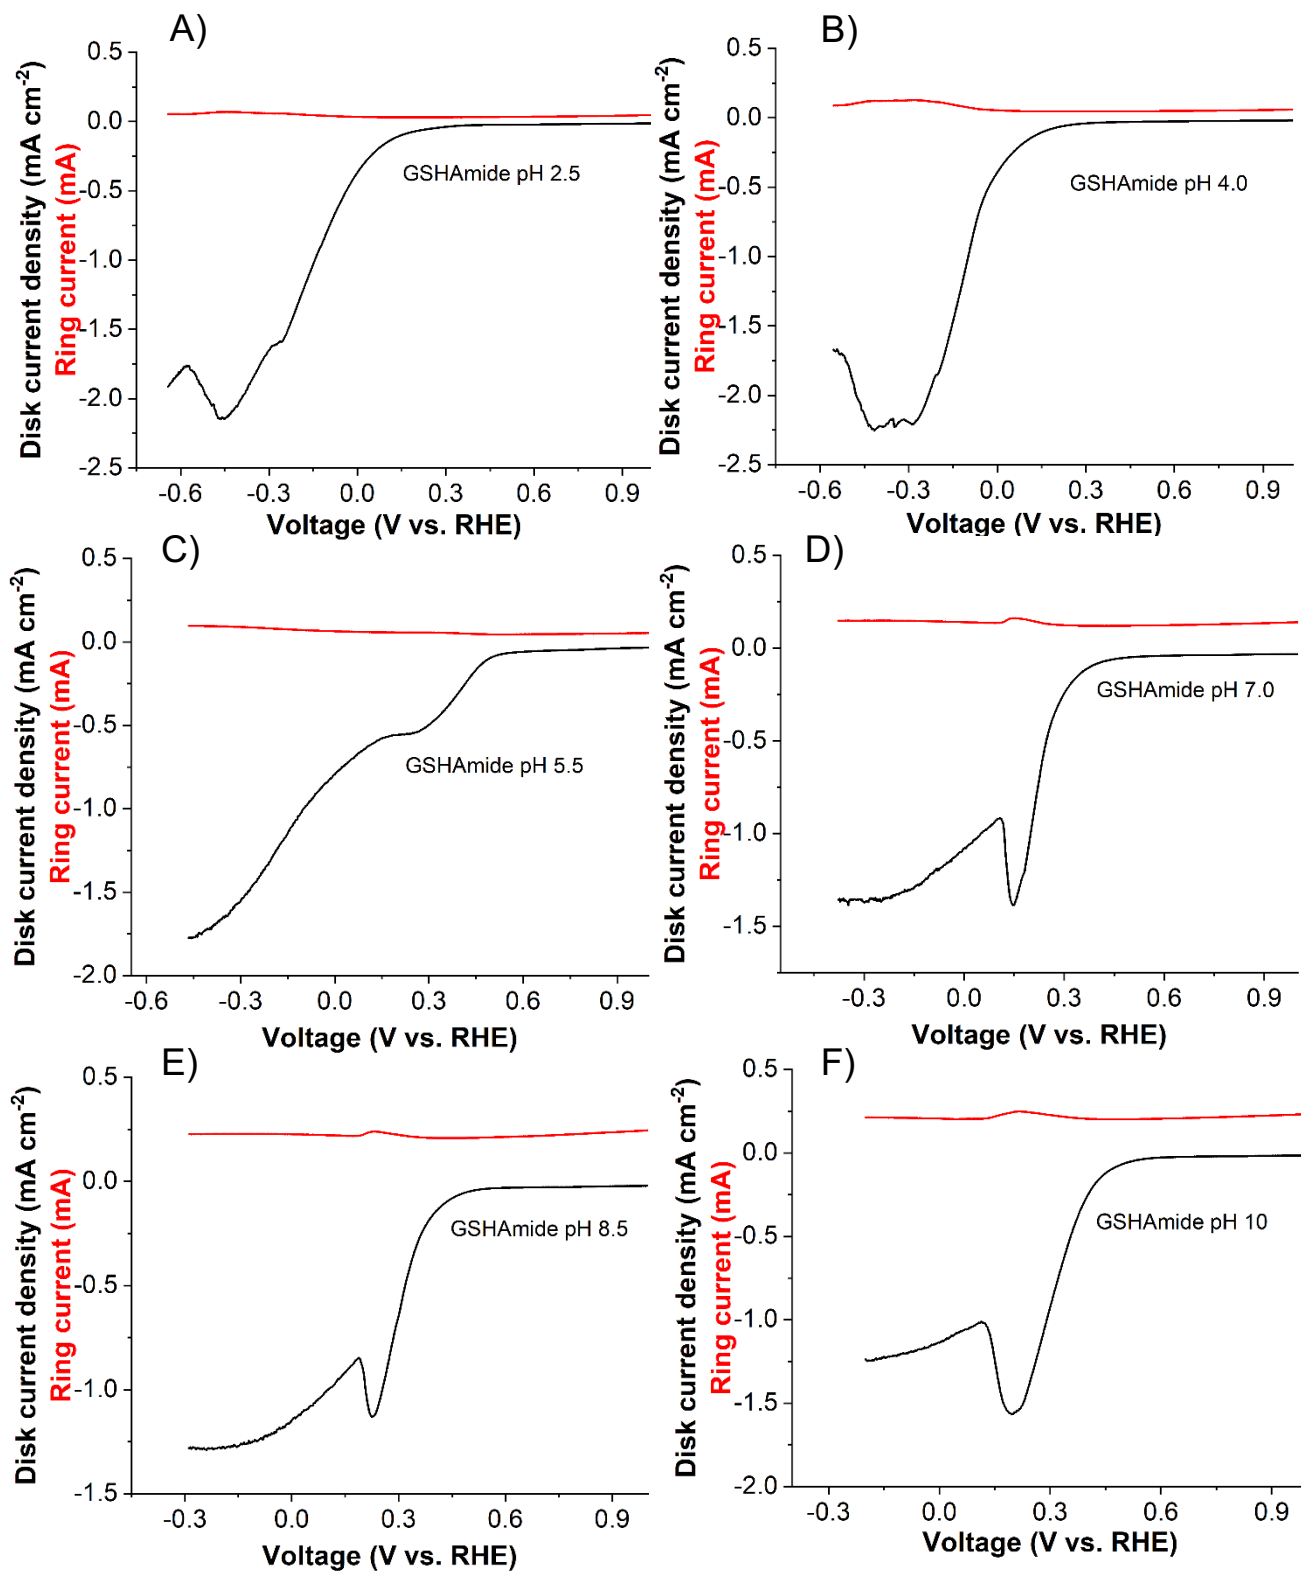 A)
Disk current density (mA cm-2)
Ring current (mA)
0.5
0.0
-0.5
-1.0
-1.5
-2.0
-2.5
GSHAmide pH 2.5
-0.6 -0.3 0.0 0.3 0.6 0.9
Voltage (V vs. RHE)
B)
Disk current density (mA cm-2)
Ring current (mA)
0.5
0.0
-0.5
-1.0
-1.5
-2.0
-2.5
GSHAmide pH 4.0
-0.6 -0.3 0.0 0.3 0.6 0.9
Voltage (V vs. RHE)
C)
Disk current density (mA cm-2)
Ring current (mA)
0.5
0.0
-0.5
-1.0
-1.5
-2.0
GSHAmide pH 5.5
-0.6 -0.3 0.0 0.3 0.6 0.9
Voltage (V vs. RHE)
D)
Disk current density (mA cm-2)
Ring current (mA)
0.5
0.0
-0.5
-1.0
-1.5
GSHAmide pH 7.0
-0.3 0.0 0.3 0.6 0.9
Voltage (V vs. RHE)
E)
Disk current density (mA cm-2)
Ring current (mA)
0.5
0.0
-0.5
-1.0
-1.5
GSHAmide pH 8.5
-0.3 0.0 0.3 0.6 0.9
Voltage (V vs. RHE)
F)
Disk current density (mA cm-2)
Ring current (mA)
0.5
0.0
-0.5
-1.0
-1.5
-2.0
GSHAmide pH 10
-0.3 0.0 0.3 0.6 0.9
Voltage (V vs. RHE)